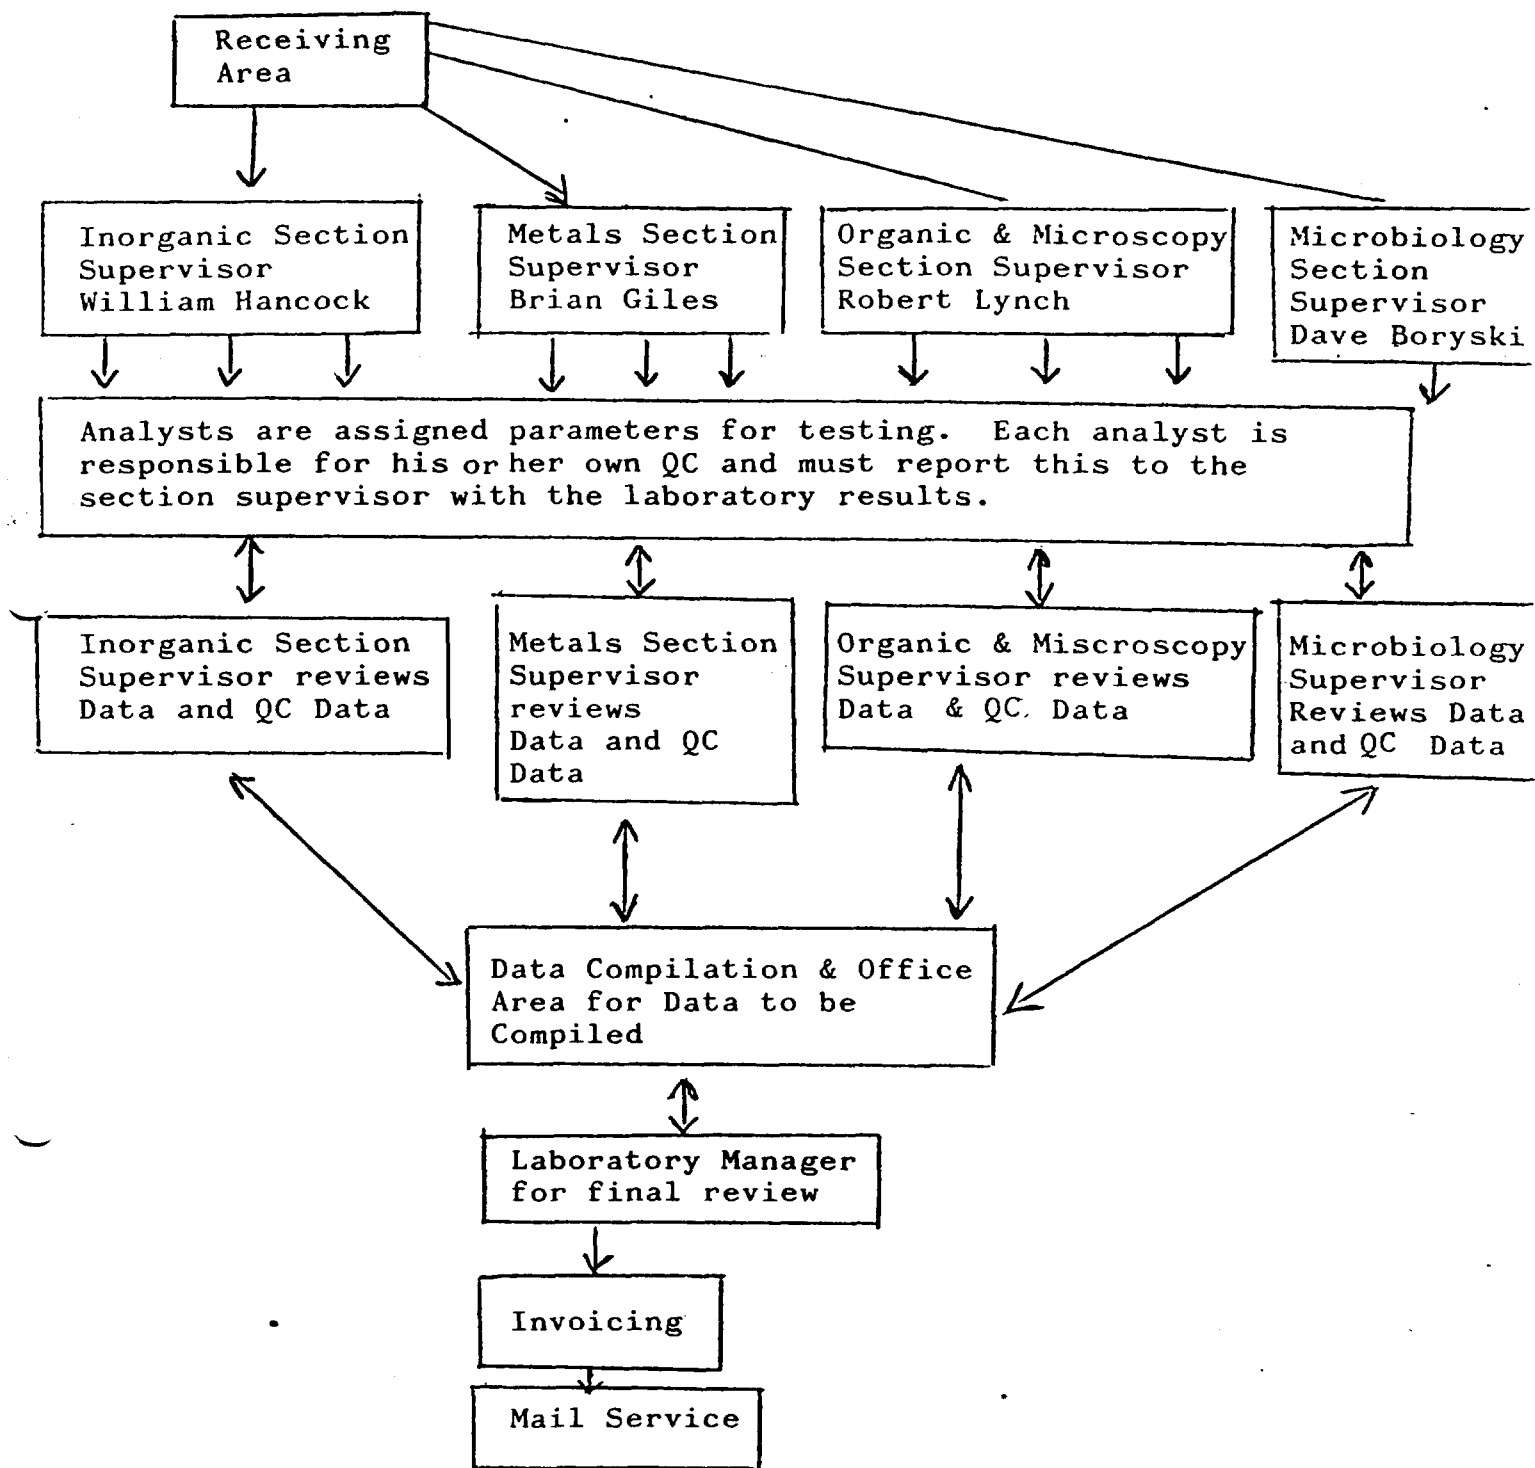 Receiving
Area
Inorganic Section
Supervisor
William Hancock
Metals Section
Supervisor
Brian Giles
Organic & Microscopy
Section Supervisor
Robert Lynch
Microbiology
Section
Supervisor
Dave Boryski
Analysts are assigned parameters for testing. Each analyst is
responsible for his or her own QC and must report this to the
section supervisor with the laboratory results.
Inorganic Section
Supervisor reviews
Data and QC Data
Metals Section
Supervisor
reviews
Data and QC
Data
Organic & Miscroscopy
Supervisor reviews
Data & QC Data
Microbiology
Supervisor
Reviews Data
and QC Data
Data Compilation & Office
Area for Data to be
Compiled
Laboratory Manager
for final review
Invoicing
Mail Service